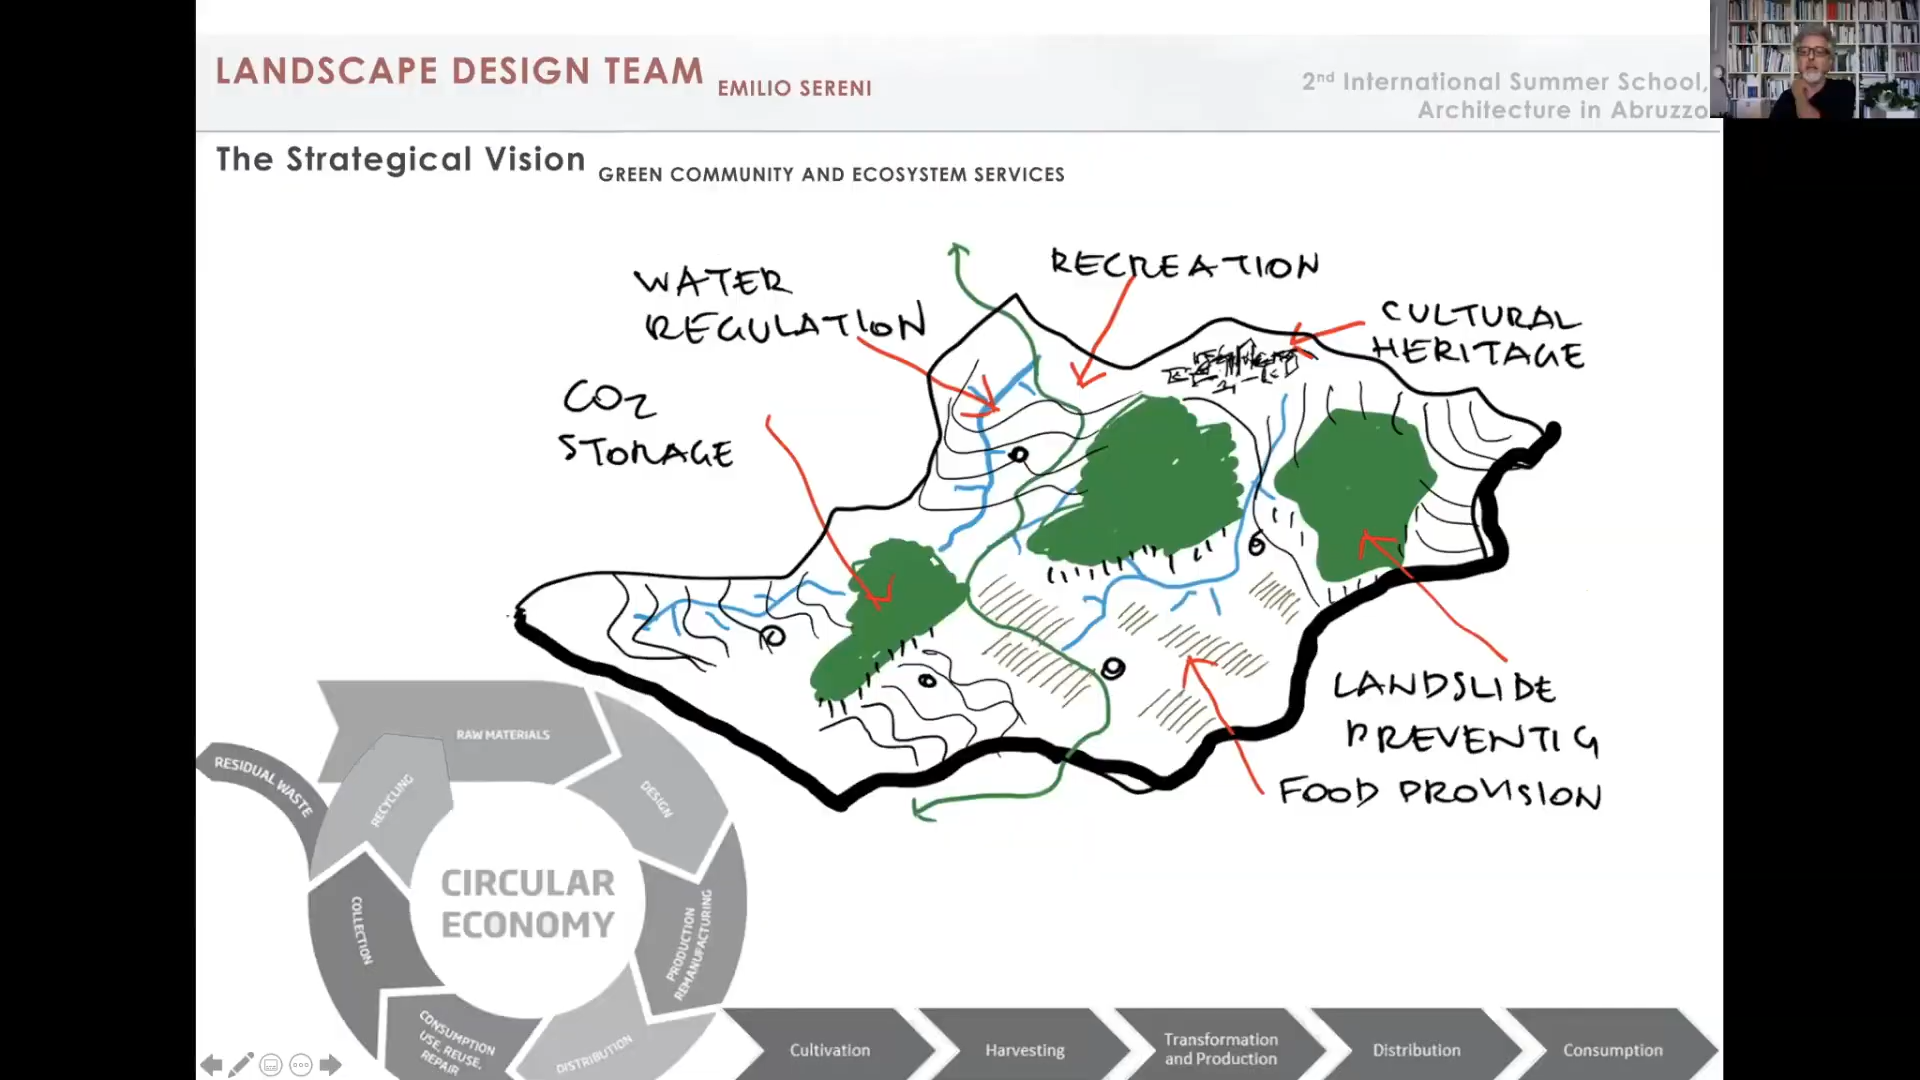 LANDSCAPE DESIGN TEAM EMILIO SERENI
2nd International Summer School,
Architecture in Abruzzo
The Strategical Vision GREEN COMMUNITY AND ECOSYSTEM SERVICES
WATER
REGULATION
RECREATION
CULTURAL
HERITAGE
CO2
STORAGE
LANDSLIDE
PREVENTIG
FOOD PROVISION
RAW MATERIALS
RESIDUAL WASTE
RECYCLING
DESIGN
CIRCULAR
ECONOMY
COLLECTION
PRODUCTION
REMANUFACTURING
CONSUMPTION
USE, REUSE,
REPAIR
DISTRIBUTION
Cultivation
Harvesting
Transformation
and Production
Distribution
Consumption